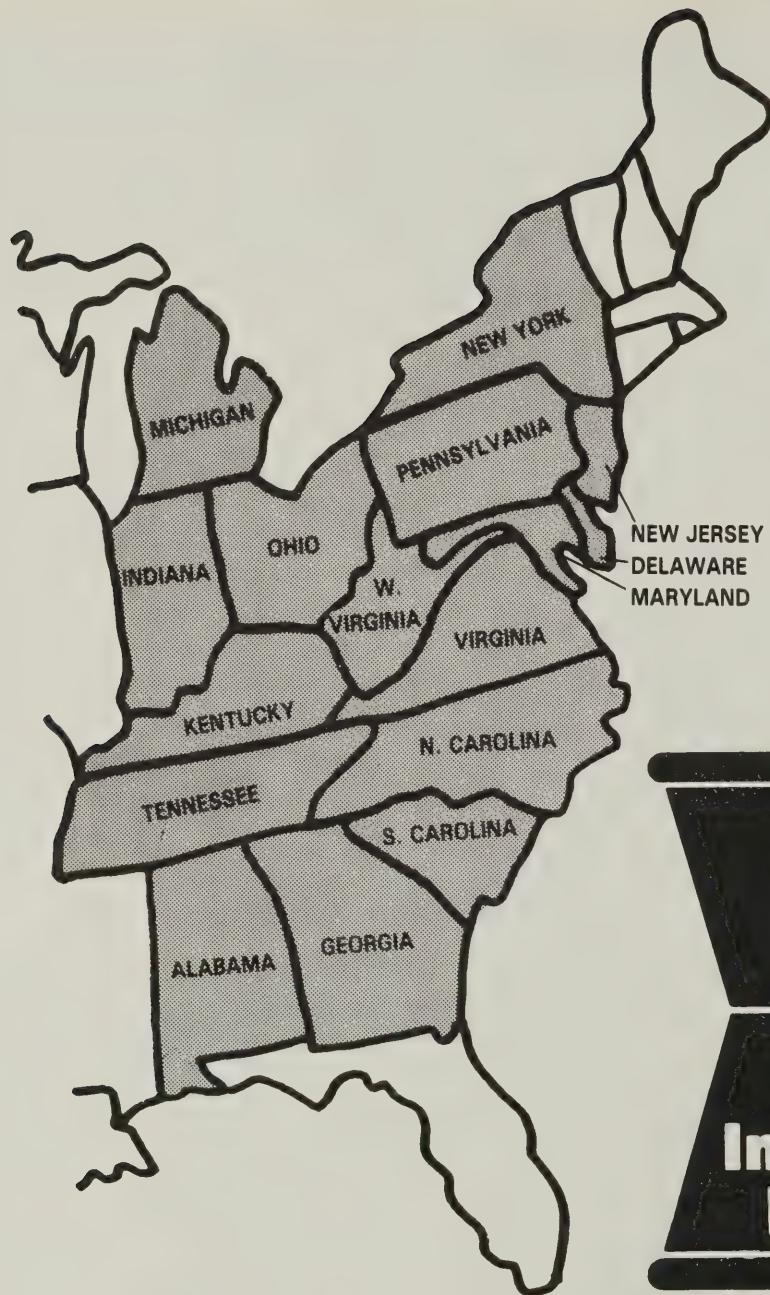 NEW YORK
MICHIGAN
PENNSYLVANIA
NEW JERSEY
OHIO
DELAWARE
INDIANA
W.
VIRGINIA
MARYLAND
VIRGINIA
KENTUCKY
N. CAROLINA
TENNESSEE
S. CAROLINA
GEORGIA
ALABAMA